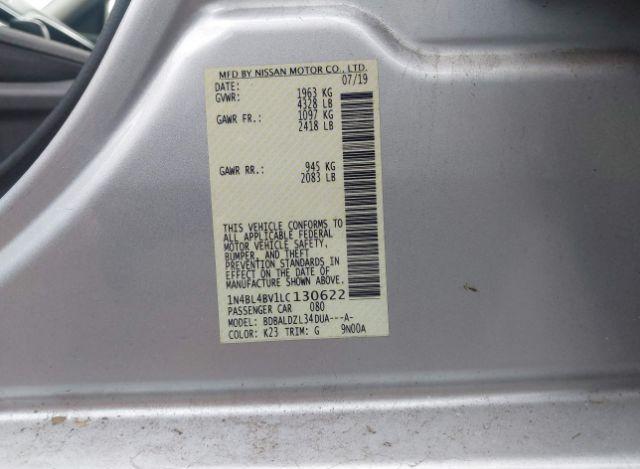 MFD BY NISSAN MOTOR CO., LTD.
DATE: 07/19
GVWR: 1963 KG
4328 LB
GAWR FR.: 1097 KG
2418 LB
GAWR RR.: 945 KG
2083 LB
THIS VEHICLE CONFORMS TO
ALL APPLICABLE FEDERAL
MOTOR VEHICLE SAFETY,
BUMPER, AND THEFT
PREVENTION STANDARDS IN
EFFECT ON THE DATE OF
MANUFACTURE SHOWN ABOVE.
1N4BL4BV1LC130622
PASSENGER CAR 080
MODEL: BDBALDZL34DUA---A-
COLOR: K23 TRIM: G 9N00A